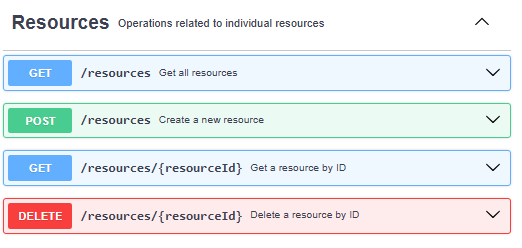 Resources Operations related to individual resources
GET /resources Get all resources
POST /resources Create a new resource
GET /resources/{resourceId} Get a resource by ID
DELETE /resources/{resourceId} Delete a resource by ID